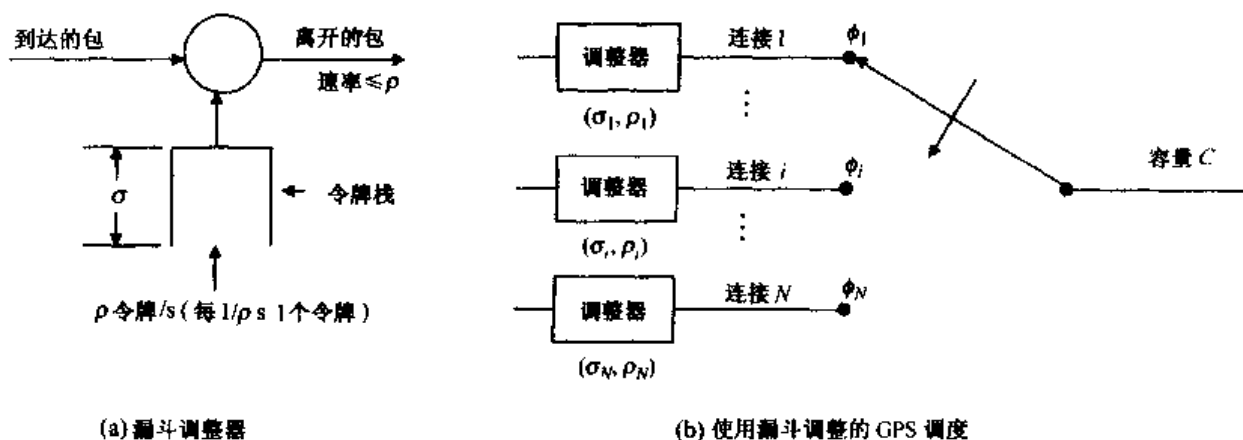 到达的包
离开的包
速率≤ρ
σ
令牌栈
ρ 令牌/s(每 1/ρ s 1个令牌)
(a) 漏斗调整器
调整器
连接 1
φ1
(σ1, ρ1)
⋮
容量 C
调整器
连接 i
φi
(σi, ρi)
⋮
调整器
连接 N
φN
(σN, ρN)
(b) 使用漏斗调整的 GPS 调度